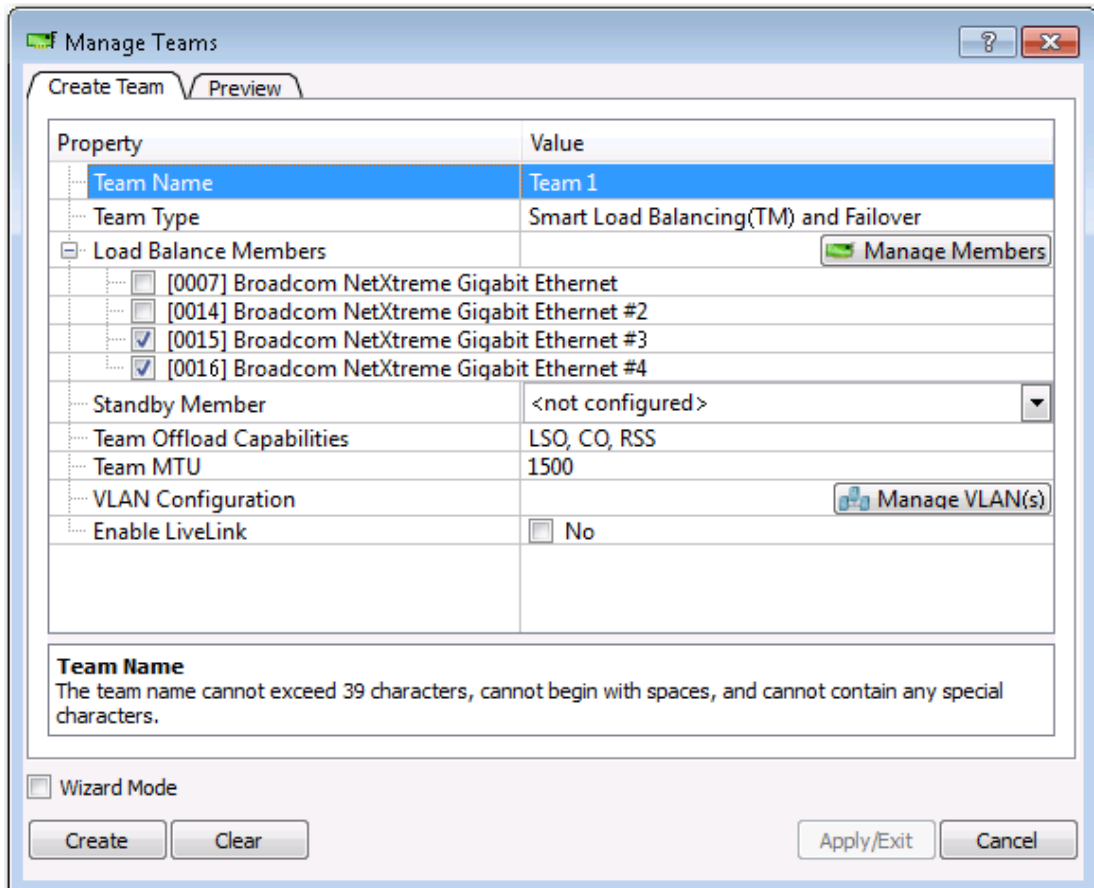 Manage Teams
Create Team Preview
Property Value
Team Name Team 1
Team Type Smart Load Balancing(TM) and Failover
Load Balance Members Manage Members
[0007] Broadcom NetXtreme Gigabit Ethernet
[0014] Broadcom NetXtreme Gigabit Ethernet #2
[0015] Broadcom NetXtreme Gigabit Ethernet #3
[0016] Broadcom NetXtreme Gigabit Ethernet #4
Standby Member <not configured>
Team Offload Capabilities LSO, CO, RSS
Team MTU 1500
VLAN Configuration Manage VLAN(s)
Enable LiveLink No
Team Name
The team name cannot exceed 39 characters, cannot begin with spaces, and cannot contain any special
characters.
Wizard Mode
Create Clear Apply/Exit Cancel